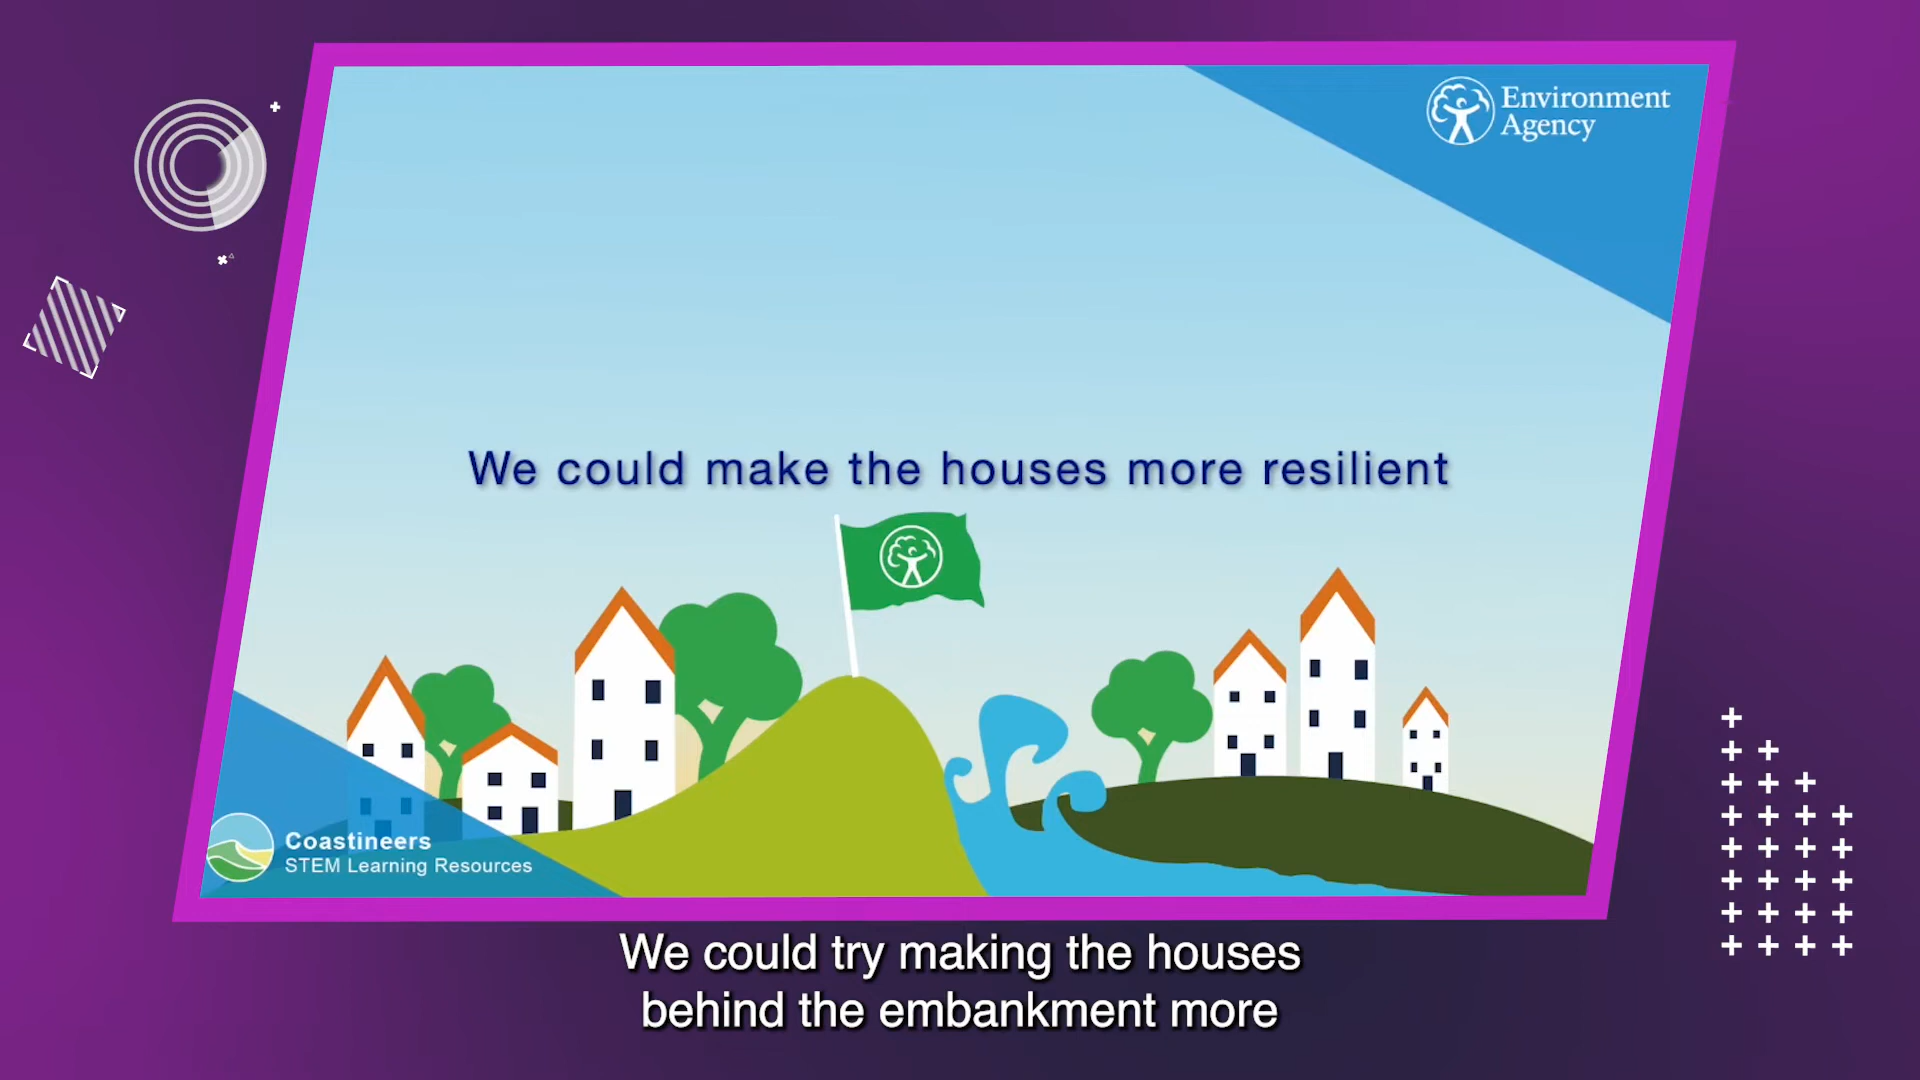 Environment
Agency
We could make the houses more resilient
Coastineers
STEM Learning Resources
We could try making the houses
behind the embankment more